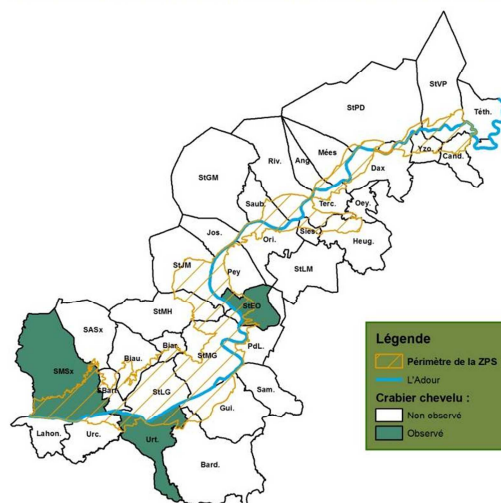 StVP
Téth.
StPD
Mées
Ang
Riv.
Yzo.
Cand.
Dax
StGM
Saub.
Terc.
Oey.
Jos.
Ori.
Sies.
Heug.
StJM
Pey
StLM
StMH
StEO
SASx
Biar.
Biau.
StMG
PdL.
SMSx
SBart
StLG
Sam.
Gui.
Lahon.
Urc.
Urt.
Bard.
Légende
Périmètre de la ZPS
L'Adour
Crabier chevelu :
Non observé
Observé